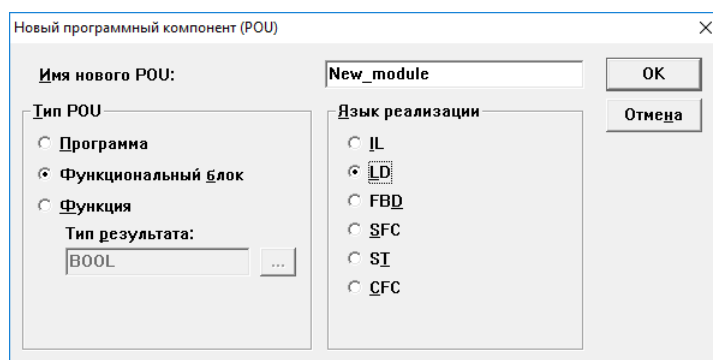 Новый программный компонент (POU)
Имя нового POU:
New_module
OK
Отмена
Тип POU
Программа
Функциональный блок
Функция
Тип результата:
BOOL
...
Язык реализации
IL
LD
FBD
SFC
ST
CFC